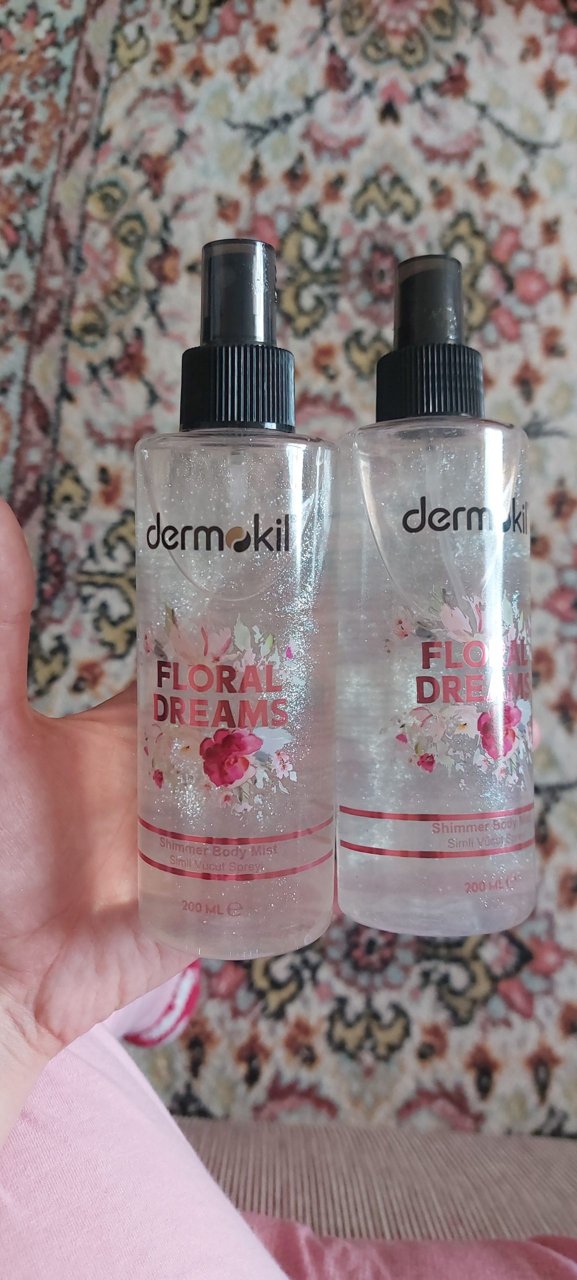 dermokil
FLORAL
DREAMS
Shimmer Body Mist
Simli Vücut Spreyi
200 ML ℮
dermokil
FLORAL
DREAMS
Shimmer Body
Simli Vücut
200 ML